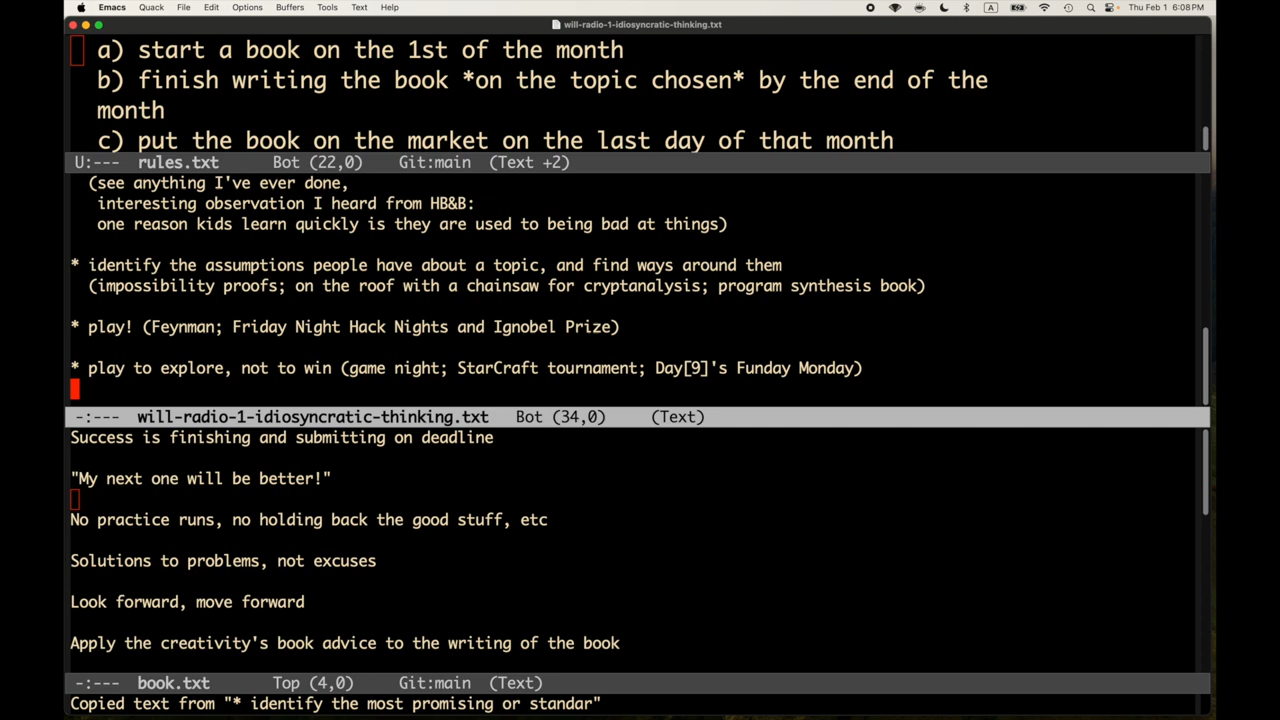 Emacs Quack File Edit Options Buffers Tools Text Help A Thu Feb 1 6:08 PM
will-radio-1-idiosyncratic-thinking.txt
a) start a book on the 1st of the month
b) finish writing the book *on the topic chosen* by the end of the
month
c) put the book on the market on the last day of that month
U:--- rules.txt Bot (22,0) Git:main (Text +2)
(see anything I've ever done,
interesting observation I heard from HB&B:
one reason kids learn quickly is they are used to being bad at things)
* identify the assumptions people have about a topic, and find ways around them
(impossibility proofs; on the roof with a chainsaw for cryptanalysis; program synthesis book)
* play! (Feynman; Friday Night Hack Nights and Ignobel Prize)
* play to explore, not to win (game night; StarCraft tournament; Day[9]'s Funday Monday)
-:--- will-radio-1-idiosyncratic-thinking.txt Bot (34,0) (Text)
Success is finishing and submitting on deadline
"My next one will be better!"
No practice runs, no holding back the good stuff, etc
Solutions to problems, not excuses
Look forward, move forward
Apply the creativity's book advice to the writing of the book
-:--- book.txt Top (4,0) Git:main (Text)
Copied text from "* identify the most promising or standar"